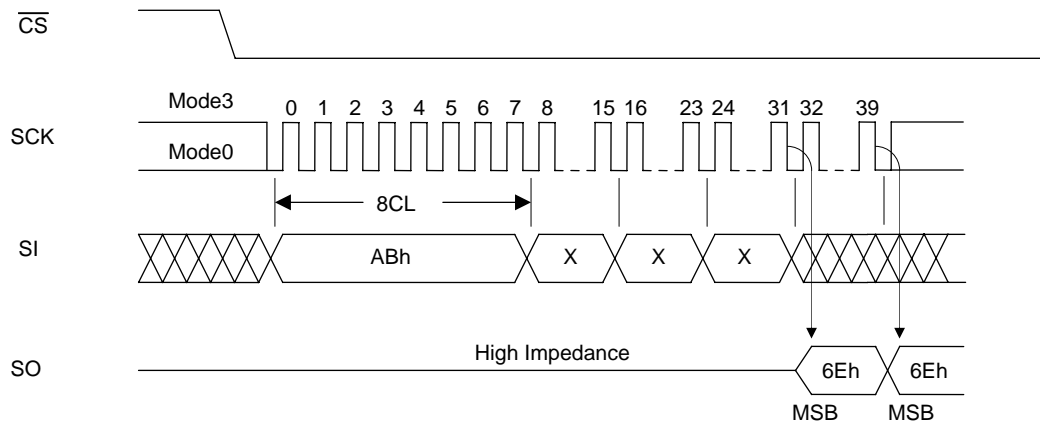 CS
Mode3
0 1 2 3 4 5 6 7 8 15 16 23 24 31 32 39
SCK
Mode0
8CL
SI
ABh X X X
High Impedance
SO
6Eh 6Eh
MSB MSB